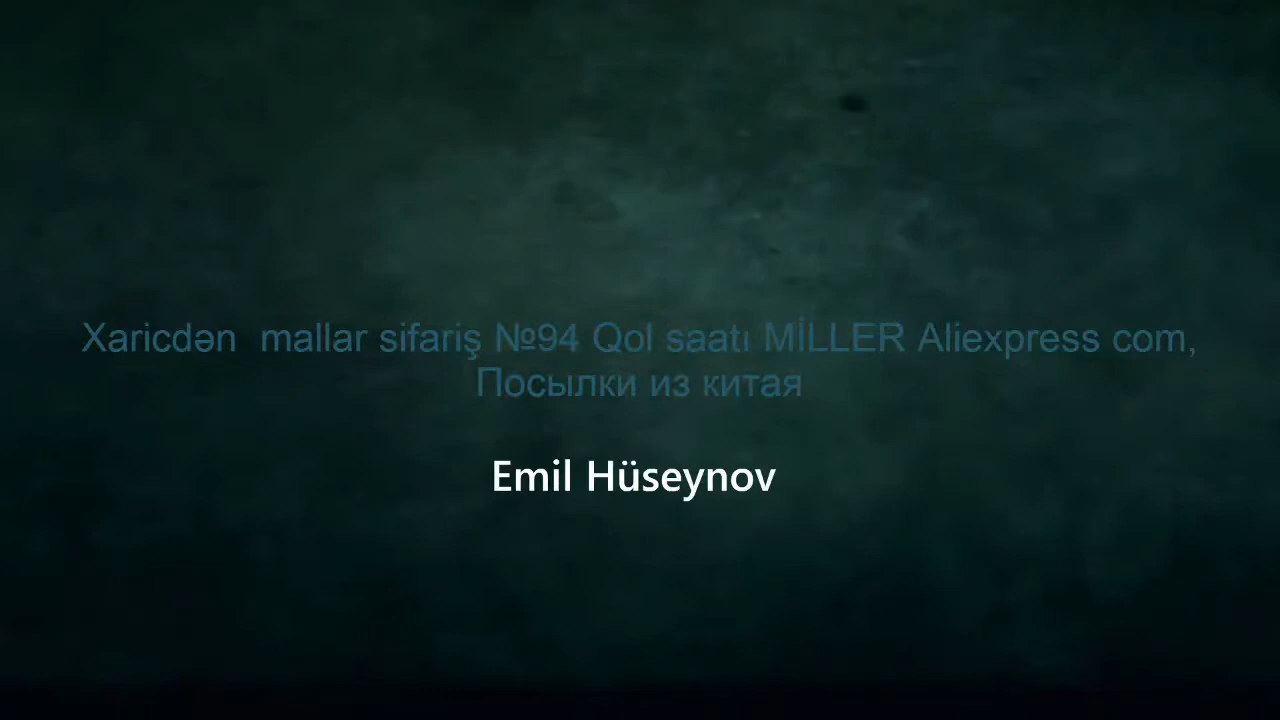 Xaricdən  mallar sifariş №94 Qol saatı MİLLER Aliexpress com,
Посылки из китая
Emil Hüseynov